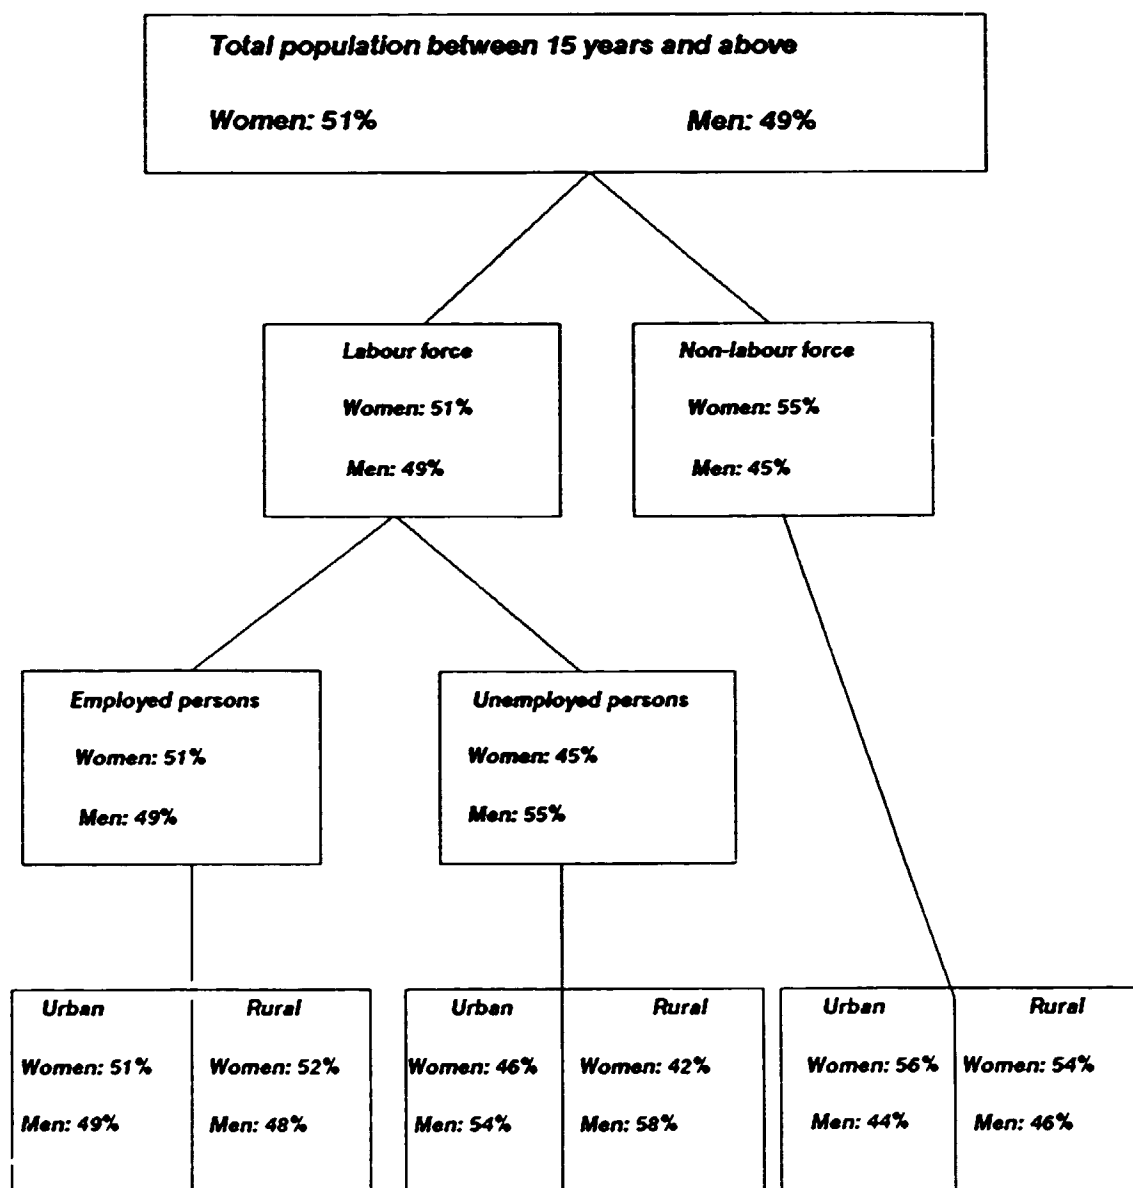 Total population between 15 years and above
Women: 51% Men: 49%
Labour force
Women: 51%
Men: 49%
Non-labour force
Women: 55%
Men: 45%
Employed persons
Women: 51%
Men: 49%
Unemployed persons
Women: 45%
Men: 55%
Urban Rural
Women: 51% Women: 52%
Men: 49% Men: 48%
Urban Rural
Women: 46% Women: 42%
Men: 54% Men: 58%
Urban Rural
Women: 56% Women: 54%
Men: 44% Men: 46%